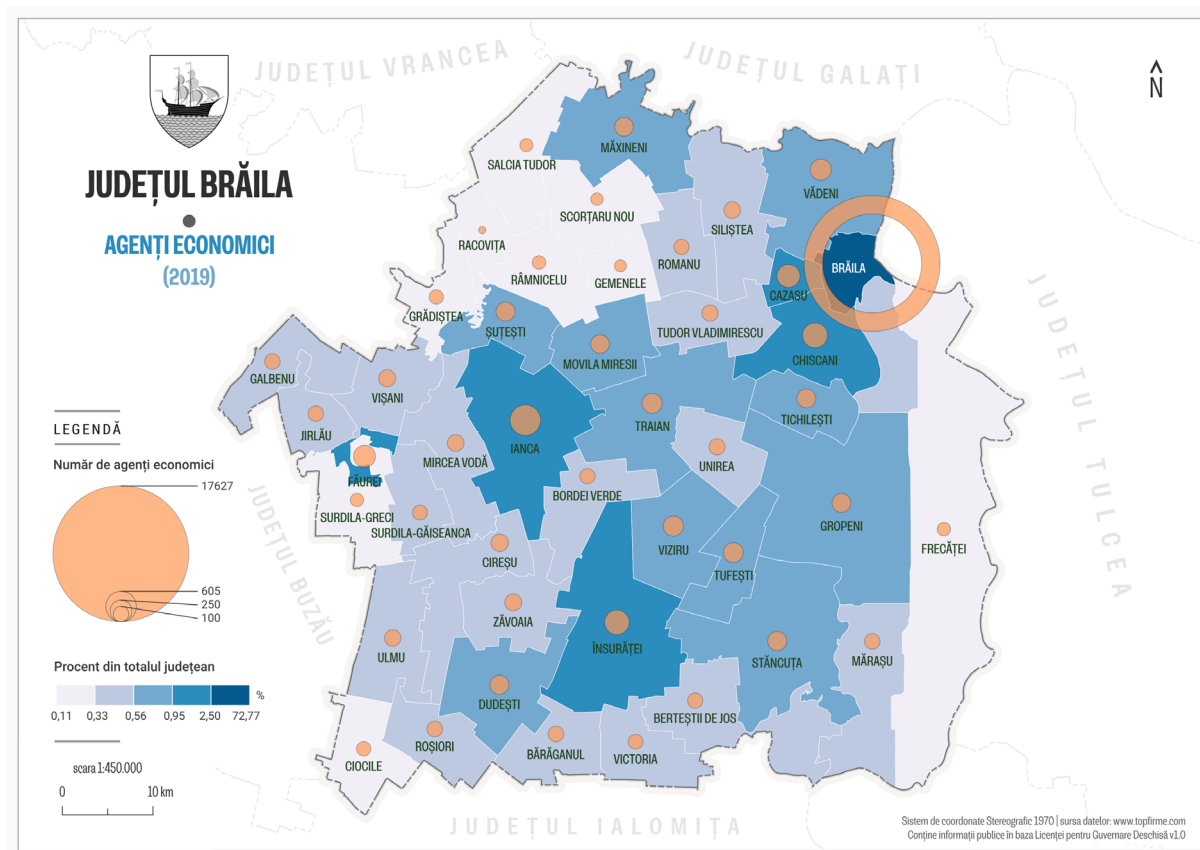 JUDEȚUL VRANCEA
JUDEȚUL GALAȚI
N
JUDEȚUL BRĂILA
AGENȚI ECONOMICI
(2019)
MĂXINENI
SALCIA TUDOR
VĂDENI
SCORȚARU NOU
SILIȘTEA
RACOVIȚA
ROMANU
BRĂILA
RÂMNICELU
GEMENELE
CAZASU
GRĂDIȘTEA
ȘUȚEȘTI
TUDOR VLADIMIRESCU
MOVILA MIRESII
CHISCANI
GALBENU
VIȘANI
TICHILEȘTI
JIRLĂU
TRAIAN
IANCA
MIRCEA VODĂ
UNIREA
FĂUREI
BORDEI VERDE
SURDILA-GRECI
SURDILA-GĂISEANCA
GROPENI
VIZIRU
FRECĂȚEI
CIREȘU
TUFEȘTI
ZĂVOAIA
ÎNSURĂȚEI
ULMU
STĂNCUȚA
MĂRAȘU
DUDEȘTI
BERTEȘTII DE JOS
ROȘIORI
BĂRĂGANUL
VICTORIA
CIOCILE
JUDEȚUL TULCEA
JUDEȚUL BUZĂU
JUDEȚUL IALOMIȚA
LEGENDĂ
Număr de agenți economici
17627
605
250
100
Procent din totalul județean
%
0,11 0,33 0,56 0,95 2,50 72,77
scara 1:450.000
0 10 km
Sistem de coordonate Stereografic 1970 | sursa datelor: www.topfirme.com
Conține informații publice în baza Licenței pentru Guvernare Deschisă v1.0